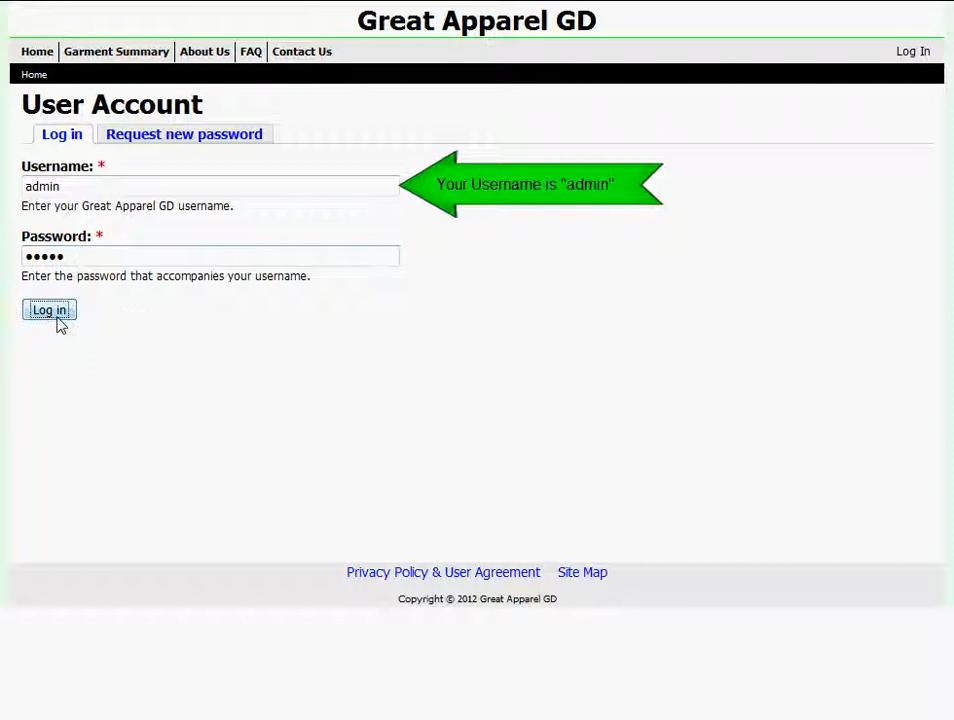 Great Apparel GD
Home Garment Summary About Us FAQ Contact Us Log In
Home
User Account
Log in Request new password
Username: *
admin
Your Username is "admin"
Enter your Great Apparel GD username.
Password: *
•••••
Enter the password that accompanies your username.
Log in
Privacy Policy & User Agreement Site Map
Copyright © 2012 Great Apparel GD